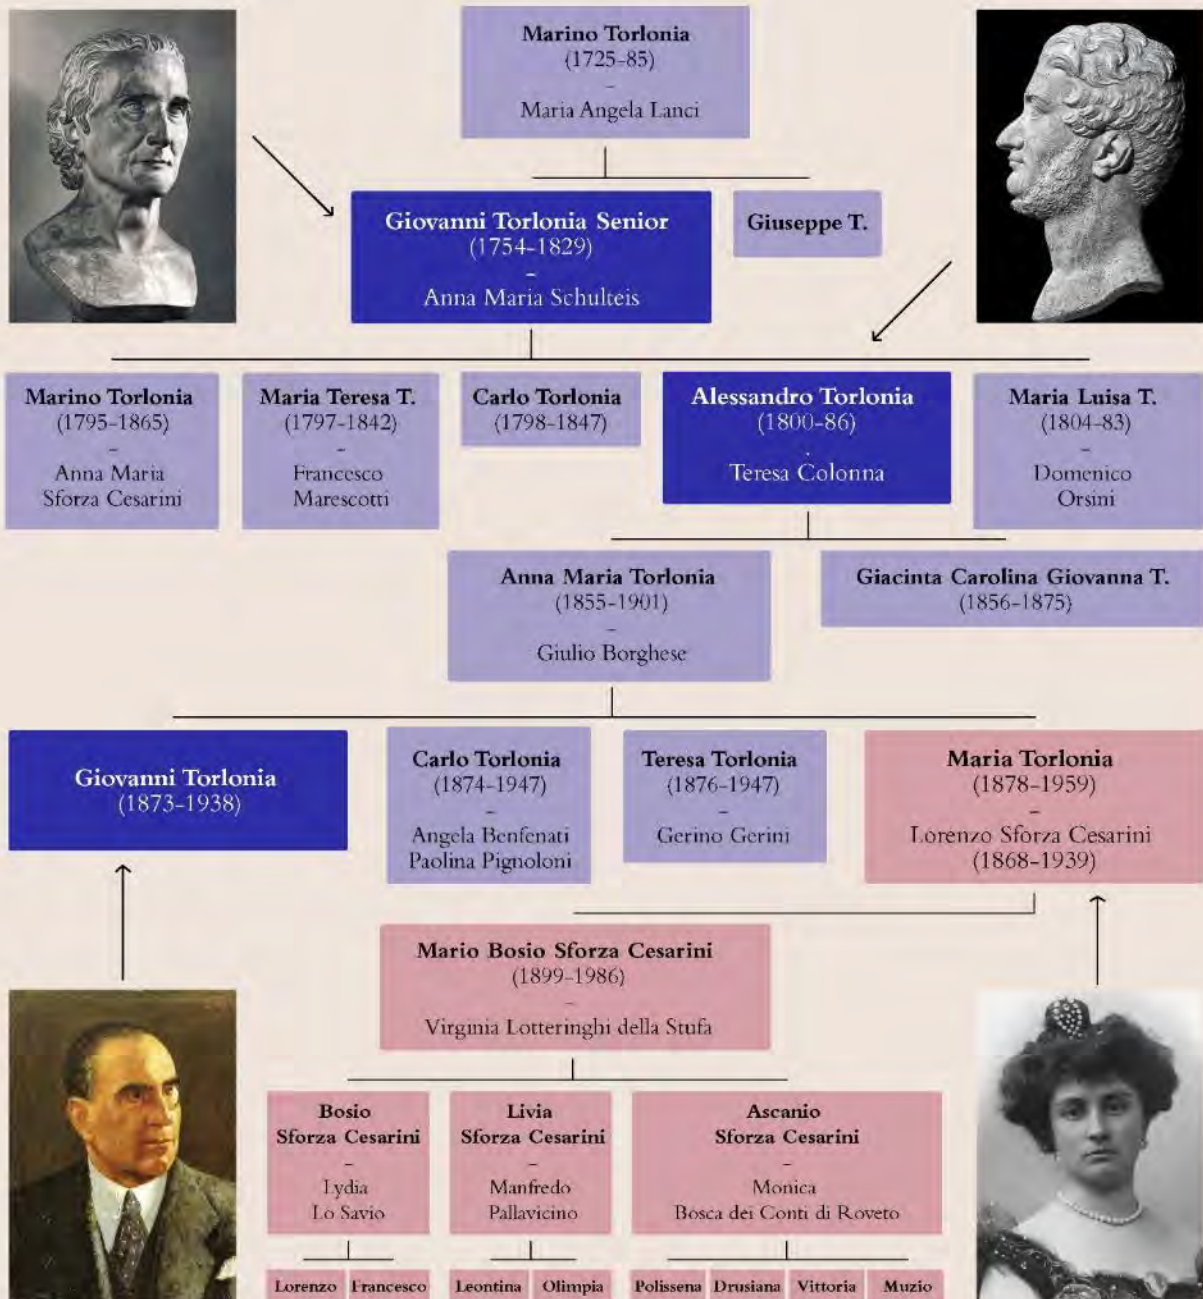 Marino Torlonia
(1725-85)
-
Maria Angela Lanci
Giovanni Torlonia Senior
(1754-1829)
-
Anna Maria Schulteis
Giuseppe T.
Marino Torlonia
(1795-1865)
-
Anna Maria
Sforza Cesarini
Maria Teresa T.
(1797-1842)
-
Francesco
Marescotti
Carlo Torlonia
(1798-1847)
Alessandro Torlonia
(1800-86)
-
Teresa Colonna
Maria Luisa T.
(1804-83)
-
Domenico
Orsini
Anna Maria Torlonia
(1855-1901)
-
Giulio Borghese
Giacinta Carolina Giovanna T.
(1856-1875)
Giovanni Torlonia
(1873-1938)
Carlo Torlonia
(1874-1947)
-
Angela Benfenati
Paolina Pignoloni
Teresa Torlonia
(1876-1947)
-
Gerino Gerini
Maria Torlonia
(1878-1959)
-
Lorenzo Sforza Cesarini
(1868-1939)
Mario Bosio Sforza Cesarini
(1899-1986)
-
Virginia Lotteringhi della Stufa
Bosio
Sforza Cesarini
-
Lydia
Lo Savio
Livia
Sforza Cesarini
-
Manfredo
Pallavicino
Ascanio
Sforza Cesarini
-
Monica
Bosca dei Conti di Roveto
Lorenzo
Francesco
Leontina
Olimpia
Polissena
Drusiana
Vittoria
Muzio